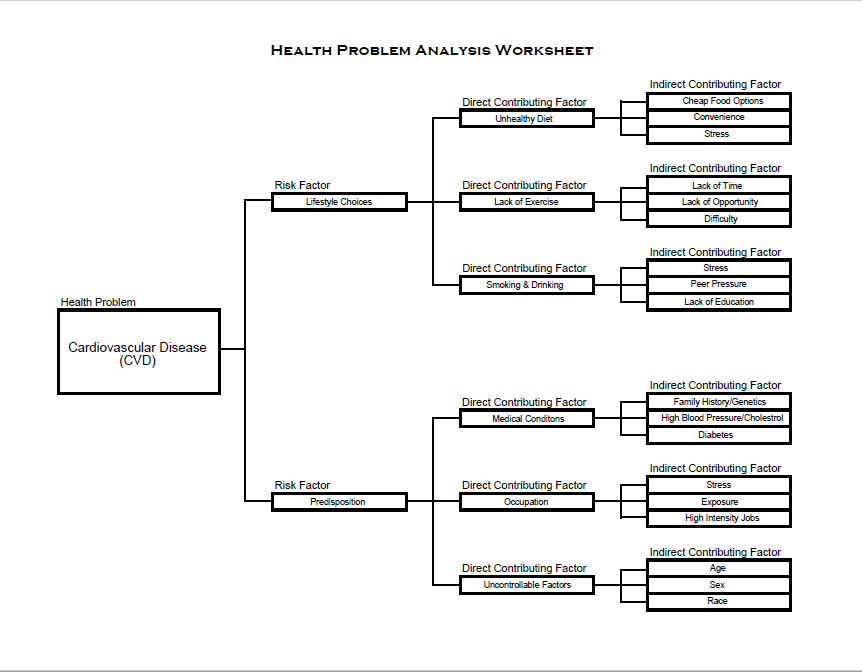 Health Problem Analysis Worksheet
Indirect Contributing Factor
Direct Contributing Factor
Cheap Food Options
Unhealthy Diet
Convenience
Stress
Indirect Contributing Factor
Risk Factor
Direct Contributing Factor
Lack of Time
Lifestyle Choices
Lack of Exercise
Lack of Opportunity
Difficulty
Indirect Contributing Factor
Direct Contributing Factor
Stress
Smoking & Drinking
Peer Pressure
Lack of Education
Health Problem
Cardiovascular Disease
(CVD)
Indirect Contributing Factor
Direct Contributing Factor
Family History/Genetics
Medical Conditons
High Blood Pressure/Cholestrol
Diabetes
Indirect Contributing Factor
Risk Factor
Direct Contributing Factor
Stress
Predisposition
Occupation
Exposure
High Intensity Jobs
Indirect Contributing Factor
Direct Contributing Factor
Age
Uncontrollable Factors
Sex
Race